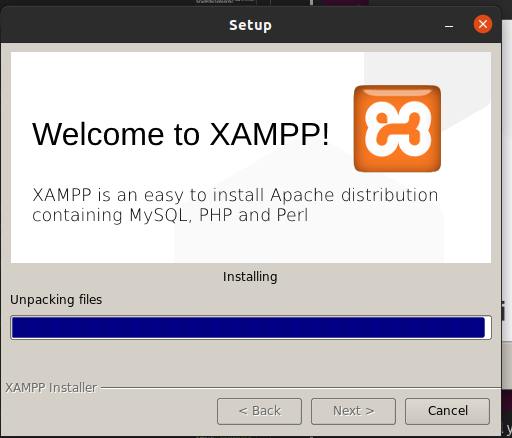 Setup
Welcome to XAMPP!
XAMPP is an easy to install Apache distribution
containing MySQL, PHP and Perl
Installing
Unpacking files
XAMPP Installer
< Back
Next >
Cancel